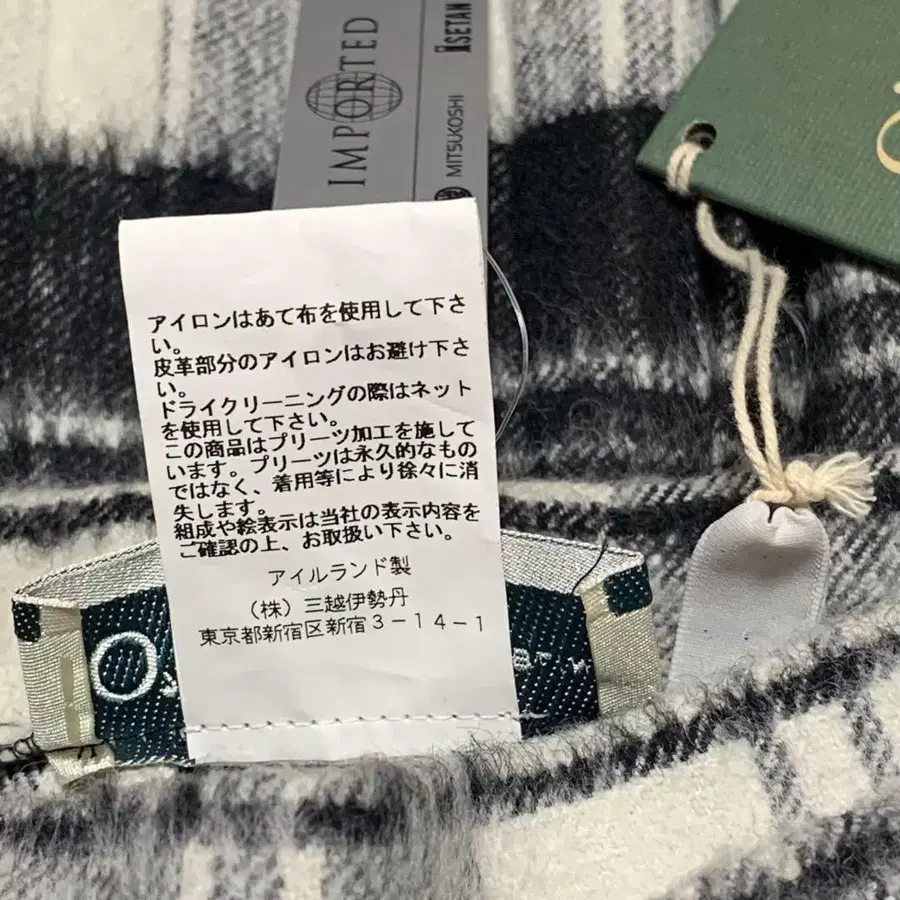 IMPORTED
ISETAN
MITSUKOSHI
アイロンはあて布を使用して下さ
い。
皮革部分のアイロンはお避け下さ
い。
ドライクリーニングの際はネット
を使用して下さい。
この商品はプリーツ加工を施して
います。プリーツは永久的なもの
ではなく、着用等により徐々に消
失します。
組成や絵表示は当社の表示内容を
ご確認の上、お取扱い下さい。
アイルランド製
（株）三越伊勢丹
東京都新宿区新宿３－１４－１